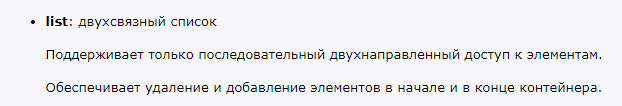 list: двухсвязный список
Поддерживает только последовательный двухнаправленный доступ к элементам.
Обеспечивает удаление и добавление элементов в начале и в конце контейнера.